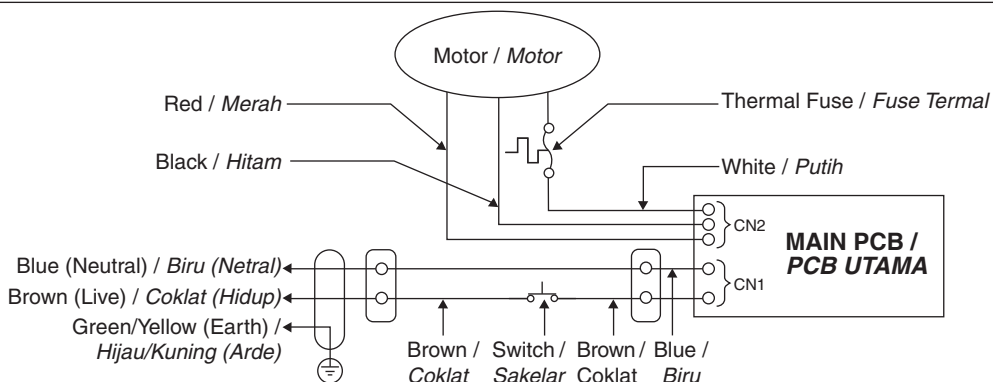 Motor / Motor
Red / Merah
Thermal Fuse / Fuse Termal
Black / Hitam
White / Putih
CN2
MAIN PCB /
PCB UTAMA
Blue (Neutral) / Biru (Netral)
CN1
Brown (Live) / Coklat (Hidup)
Green/Yellow (Earth) /
Hijau/Kuning (Arde)
Brown /
Coklat
Switch /
Sakelar
Brown /
Coklat
Blue /
Biru